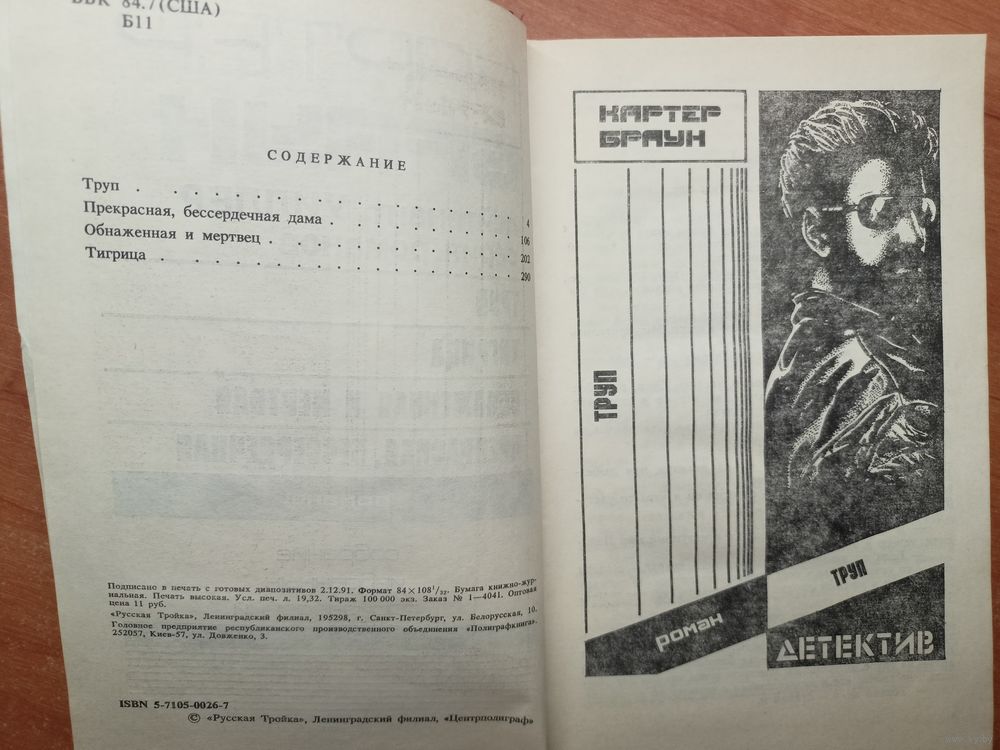 ББК 84.7(США)
Б11
СОДЕРЖАНИЕ
Труп . . . . . . . . . . . . . . . . . . . . 4
Прекрасная, бессердечная дама . . . . . . . . . . 106
Обнаженная и мертвец . . . . . . . . . . . . . 202
Тигрица . . . . . . . . . . . . . . . . . . . 290
Подписано в печать с готовых диапозитивов 2.12.91. Формат 84×108¹/₃₂. Бумага книжно-жур-
нальная. Печать высокая. Усл. печ. л. 19,32. Тираж 100 000 экз. Заказ № 1—4041. Оптовая
цена 11 руб.
«Русская Тройка», Ленинградский филиал, 195298, г. Санкт-Петербург, ул. Белорусская, 10.
Головное предприятие республиканского производственного объединения «Полиграфкнига».
252057, Киев-57, ул. Довженко, 3.
ISBN 5-7105-0026-7
© «Русская Тройка», Ленинградский филиал, «Центрполиграф»
КАРТЕР
БРАУН
ТРУП
роман
ТРУП
ДЕТЕКТИВ